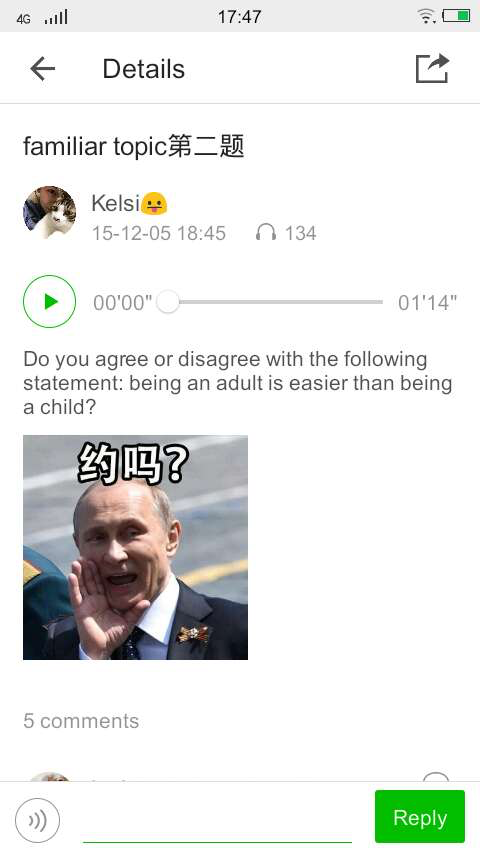 4G 17:47
Details
familiar topic第二题
Kelsi😛
15-12-05 18:45 134
00'00" 01'14"
Do you agree or disagree with the following
statement: being an adult is easier than being
a child?
约吗?
5 comments
Reply